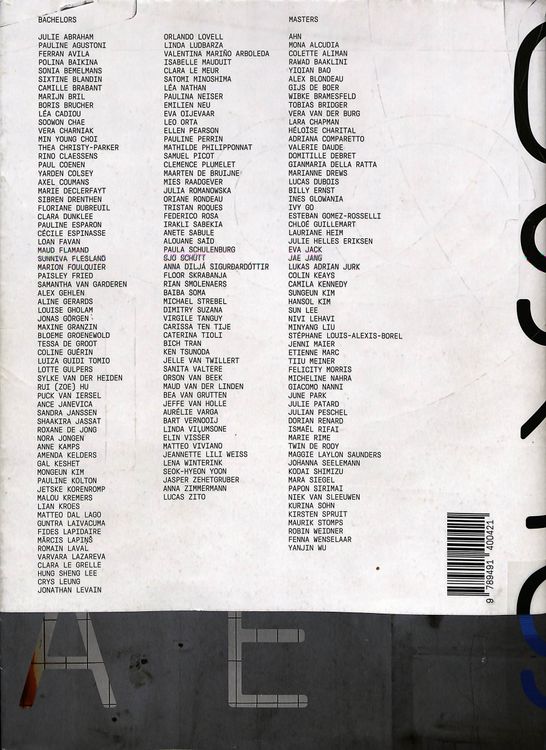 BACHELORS
JULIE ABRAHAM
PAULINE AGUSTONI
FERRAN AVILA
POLINA BAIKINA
SONIA BEMELMANS
SIXTINE BLANDIN
CAMILLE BRABANT
MARIJN BRIL
BORIS BRUCHER
LÉA CADIOU
SOOWON CHAE
VERA CHARNIAK
MIN YOUNG CHOI
THEA CHRISTY-PARKER
RINO CLAESSENS
PAUL COENEN
YARDEN COLSEY
AXEL COUMANS
MARIE DECLERFAYT
SIBREN DRENTHEN
FLORIANE DUBREUIL
CLARA DUNKLEE
PAULINE ESPARON
CÉCILE ESPINASSE
LOAN FAVAN
MAUD FLAMAND
SUNNIVA FLESLAND
MARION FOULQUIER
PAISLEY FRIED
SAMANTHA VAN GARDEREN
ALEX GEHLEN
ALINE GERARDS
LOUISE GHOLAM
JONAS GÖRGEN
MAXINE GRANZIN
BLOEME GROENEWOLD
TESSA DE GROOT
COLINE GUÉRIN
LUIZA GUIDI TOMIO
LOTTE GULPERS
SYLKE VAN DER HEIDEN
RUI (ZOE) HU
PUCK VAN IERSEL
ANCE JANEVICA
SANDRA JANSSEN
SHAAKIRA JASSAT
ROXANE DE JONG
NORA JONGEN
ANNE KAMPS
AMENDA KELDERS
GAL KESHET
MONGEUN KIM
PAULINE KOLTON
JETSKE KORENROMP
MALOU KREMERS
LIAN KROES
MATTEO DAL LAGO
GUNTRA LAIVACUMA
FIDES LAPIDAIRE
MĀRCIS LAPIŅŠ
ROMAIN LAVAL
VARVARA LAZAREVA
CLARA LE GRELLE
HUNG SHENG LEE
CRYS LEUNG
JONATHAN LEVAIN
ORLANDO LOVELL
LINDA LUDBARZA
VALENTINA MARIÑO ARBOLEDA
ISABELLE MAUDUIT
CLARA LE MEUR
SATOMI MINOSHIMA
LÉA NATHAN
PAULINA NEISER
EMILIEN NEU
EVA OIJEVAAR
LEO ORTA
ELLEN PEARSON
PAULINE PERRIN
MATHILDE PHILIPPONNAT
SAMUEL PICOT
CLEMENCE PLUMELET
MAARTEN DE BRUIJNE
MIES RAADGEVER
JULIA ROMANOWSKA
ORIANE RONDEAU
TRISTAN ROQUES
FEDERICO ROSA
IRAKLI SABEKIA
ANETE SABULE
ALOUANE SAÏD
PAULA SCHULENBURG
SJO SCHÜTT
ANNA DILJÁ SIGURÐARDÓTTIR
FLOOR SKRABANJA
RIAN SMOLENAERS
BAIBA SOMA
MICHAEL STREBEL
DIMITRY SUZANA
VIRGILE TANGUY
CARISSA TEN TIJE
CATERINA TIOLI
BICH TRAN
KEN TSUNODA
JELLE VAN TWILLERT
SANITA VALTERE
ORSON VAN BEEK
MAUD VAN DER LINDEN
BEA VAN GRUTTEN
JEFFE VAN HOLLE
AURÉLIE VARGA
BART VERNOOIJ
LINDA VILUMSONE
ELIN VISSER
MATTEO VIVIANO
JEANNETTE LILI WEISS
LENA WINTERINK
SEOK-HYEON YOON
JASPER ZEHETGRUBER
ANNA ZIMMERMANN
LUCAS ZITO
MASTERS
AHN
MONA ALCUDIA
COLETTE ALIMAN
RAWAD BAAKLINI
YIQIAN BAO
ALEX BLONDEAU
GIJS DE BOER
WIBKE BRAMESFELD
TOBIAS BRIDGER
VERA VAN DER BURG
LARA CHAPMAN
HÉLOÏSE CHARITAL
ADRIANA COMPARETTO
VALERIE DAUDE
DOMITILLE DEBRET
GIANMARIA DELLA RATTA
MARIANNE DREWS
LUCAS DUBOIS
BILLY ERNST
INES GLOWANIA
IVY GO
ESTEBAN GOMEZ-ROSSELLI
CHLOÉ GUILLEMART
LAURIANE HEIM
JULIE HELLES ERIKSEN
EVA JACK
JAE JANG
LUKAS ADRIAN JURK
COLIN KEAYS
CAMILA KENNEDY
SUNGEUN KIM
HANSOL KIM
SUN LEE
NIVI LEHAVI
MINYANG LIU
STÉPHANE LOUIS-ALEXIS-BOREL
JENNI MAIER
ETIENNE MARC
TIIU MEINER
FELICITY MORRIS
MICHELINE NAHRA
GIACOMO NANNI
JUNE PARK
JULIE PATARD
JULIAN PESCHEL
DORIAN RENARD
ISMAËL RIFAI
MARIE RIME
TWIN DE ROOY
MAGGIE LAYLON SAUNDERS
JOHANNA SEELEMANN
KODAI SHIMIZU
MARA SIEGEL
PAPON SIRIMAI
NIEK VAN SLEEUWEN
KURINA SOHN
KIRSTEN SPRUIT
MAURIK STOMPS
ROBIN WEIDNER
FENNA WENSELAAR
YANJIN WU
9 789491 400421
A E